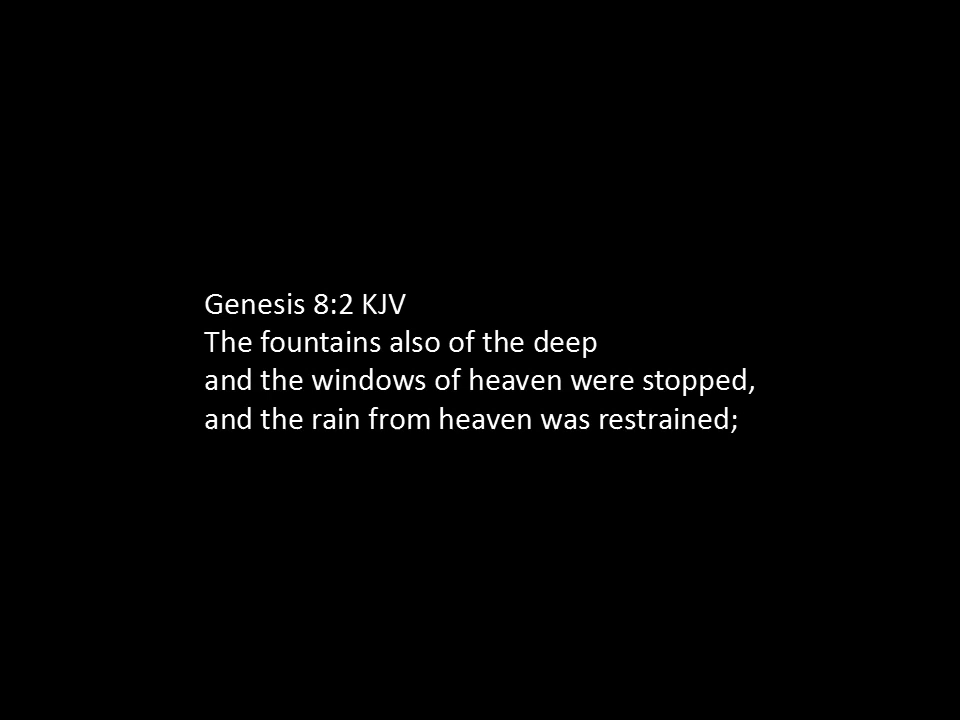 Genesis 8:2 KJV
The fountains also of the deep
and the windows of heaven were stopped,
and the rain from heaven was restrained;